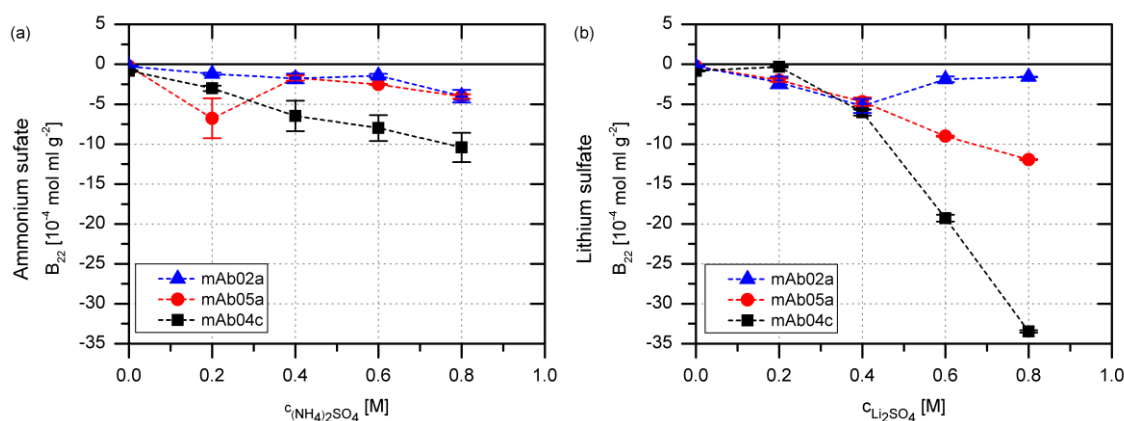 (a)
Ammonium sufate
B22 [10-4 mol ml g-2]
5
0
-5
-10
-15
-20
-25
-30
-35
mAb02a
mAb05a
mAb04c
0.0 0.2 0.4 0.6 0.8 1.0
c(NH4)2SO4 [M]
(b)
Lithium sulfate
B22 [10-4 mol ml g-2]
5
0
-5
-10
-15
-20
-25
-30
-35
mAb02a
mAb05a
mAb04c
0.0 0.2 0.4 0.6 0.8 1.0
cLi2SO4 [M]